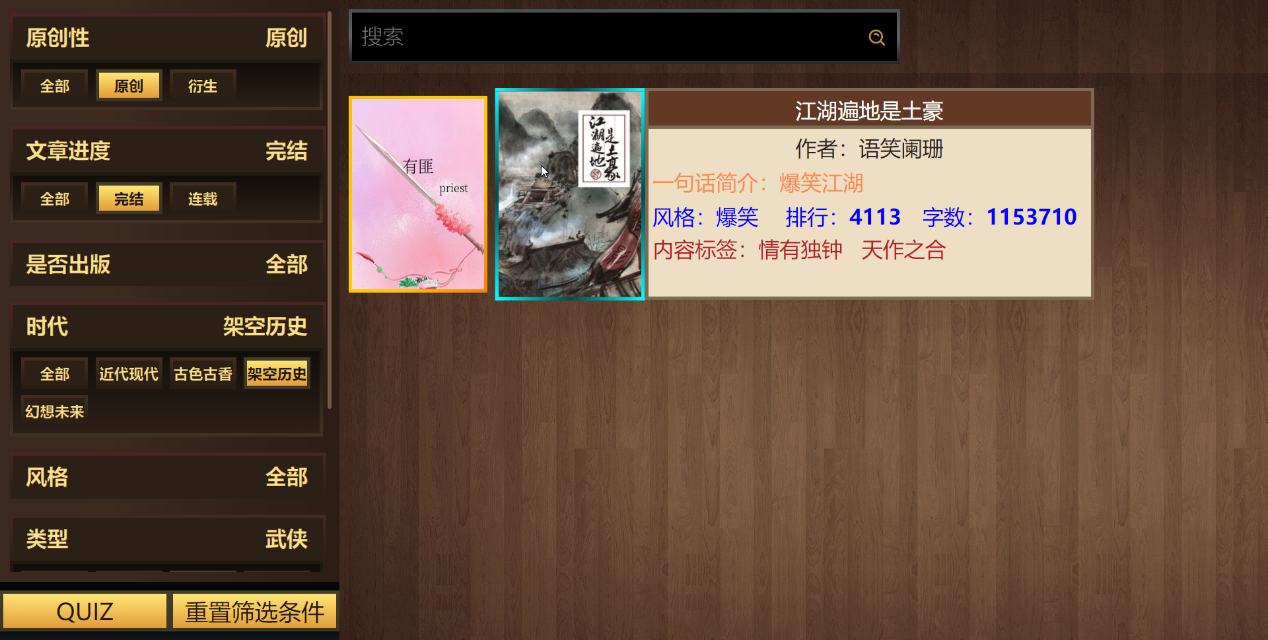 原创性 原创
全部 原创 衍生
文章进度 完结
全部 完结 连载
是否出版 全部
时代 架空历史
全部 近代现代 古色古香 架空历史
幻想未来
风格 全部
类型 武侠
QUIZ 重置筛选条件
搜索
有匪
priest
江湖遍地
是土豪
江湖遍地是土豪
作者：语笑阑珊
一句话简介：爆笑江湖
风格：爆笑 排行：4113 字数：1153710
内容标签：情有独钟 天作之合